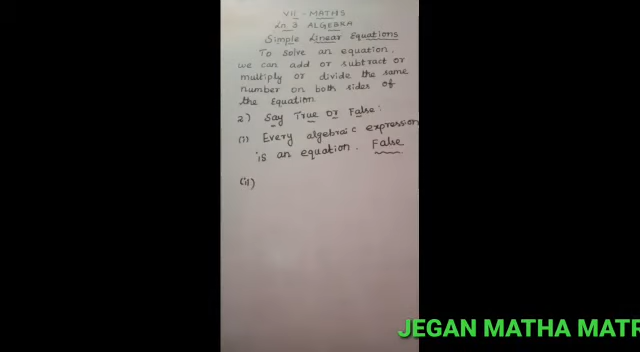 VII - MATHS
Ln 3 ALGEBRA
Simple Linear Equations
To solve an equation,
we can add or subtract or
multiply or divide the same
number on both sides of
the Equation
2) Say True or False:
(i) Every algebraic expression
is an equation. False
(ii)
JEGAN MATHA MATR